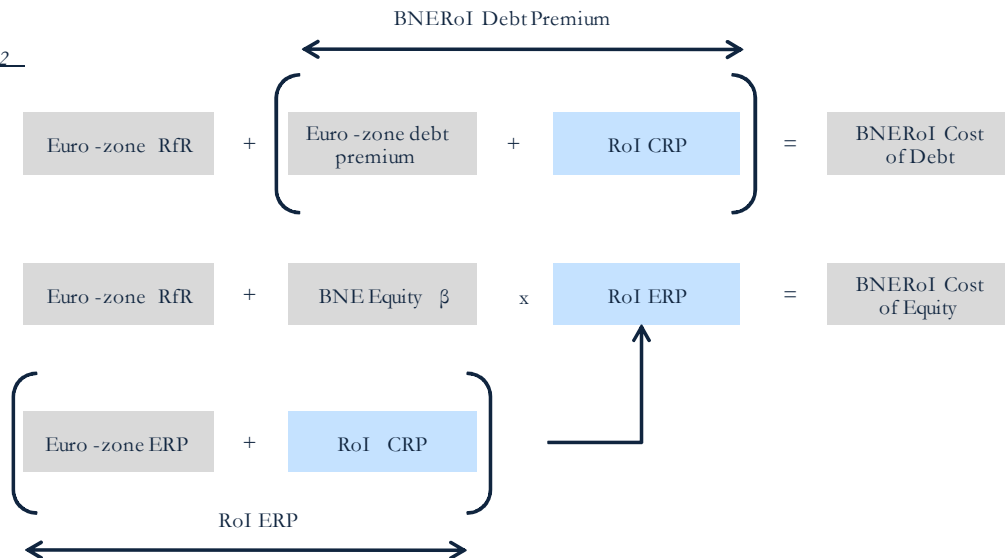 BNERoI Debt Premium
2
Euro -zone RfR + Euro -zone debt premium + RoI CRP = BNERoI Cost of Debt
Euro -zone RfR + BNE Equity β x RoI ERP = BNERoI Cost of Equity
Euro -zone ERP + RoI CRP
RoI ERP